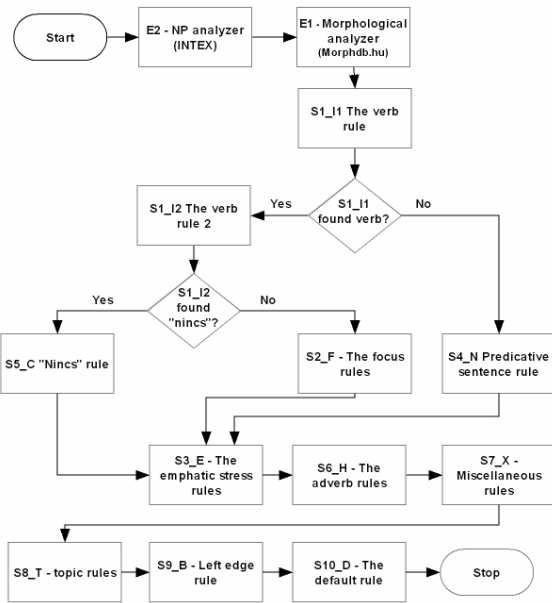 Start
E2 - NP analyzer
(INTEX)
E1 - Morphological
analyzer
(Morphdb.hu)
S1_I1 The verb
rule
S1_I1
found verb?
Yes
No
S1_I2 The verb
rule 2
S1_I2
found
"nincs"?
Yes
No
S5_C "Nincs" rule
S2_F - The focus
rules
S4_N Predicative
sentence rule
S3_E - The
emphatic stress
rules
S6_H - The
adverb rules
S7_X -
Miscellaneous
rules
S8_T - topic rules
S9_B - Left edge
rule
S10_D - The
default rule
Stop